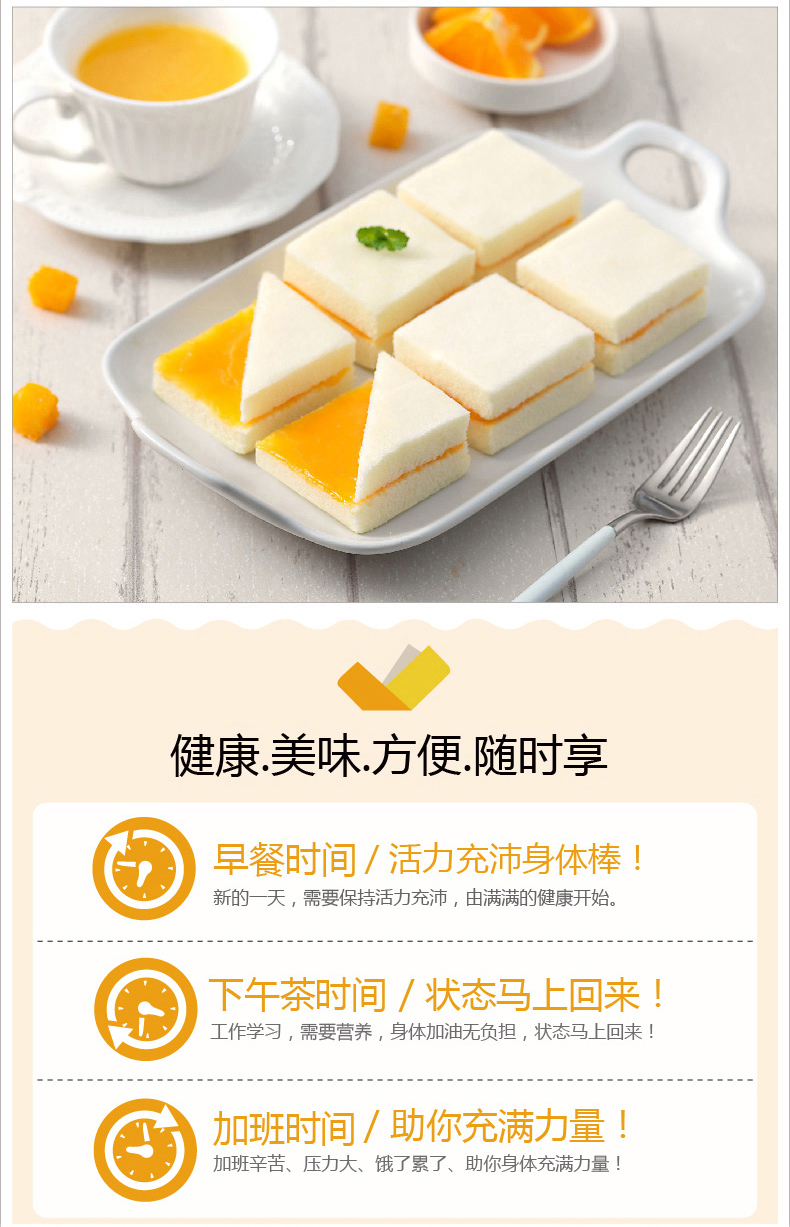 健康.美味.方便.随时享
早餐时间 / 活力充沛身体棒！
新的一天，需要保持活力充沛，由满满的健康开始。
下午茶时间 / 状态马上回来！
工作学习，需要营养，身体加油无负担，状态马上回来！
加班时间 / 助你充满力量！
加班辛苦、压力大、饿了累了、助你身体充满力量！